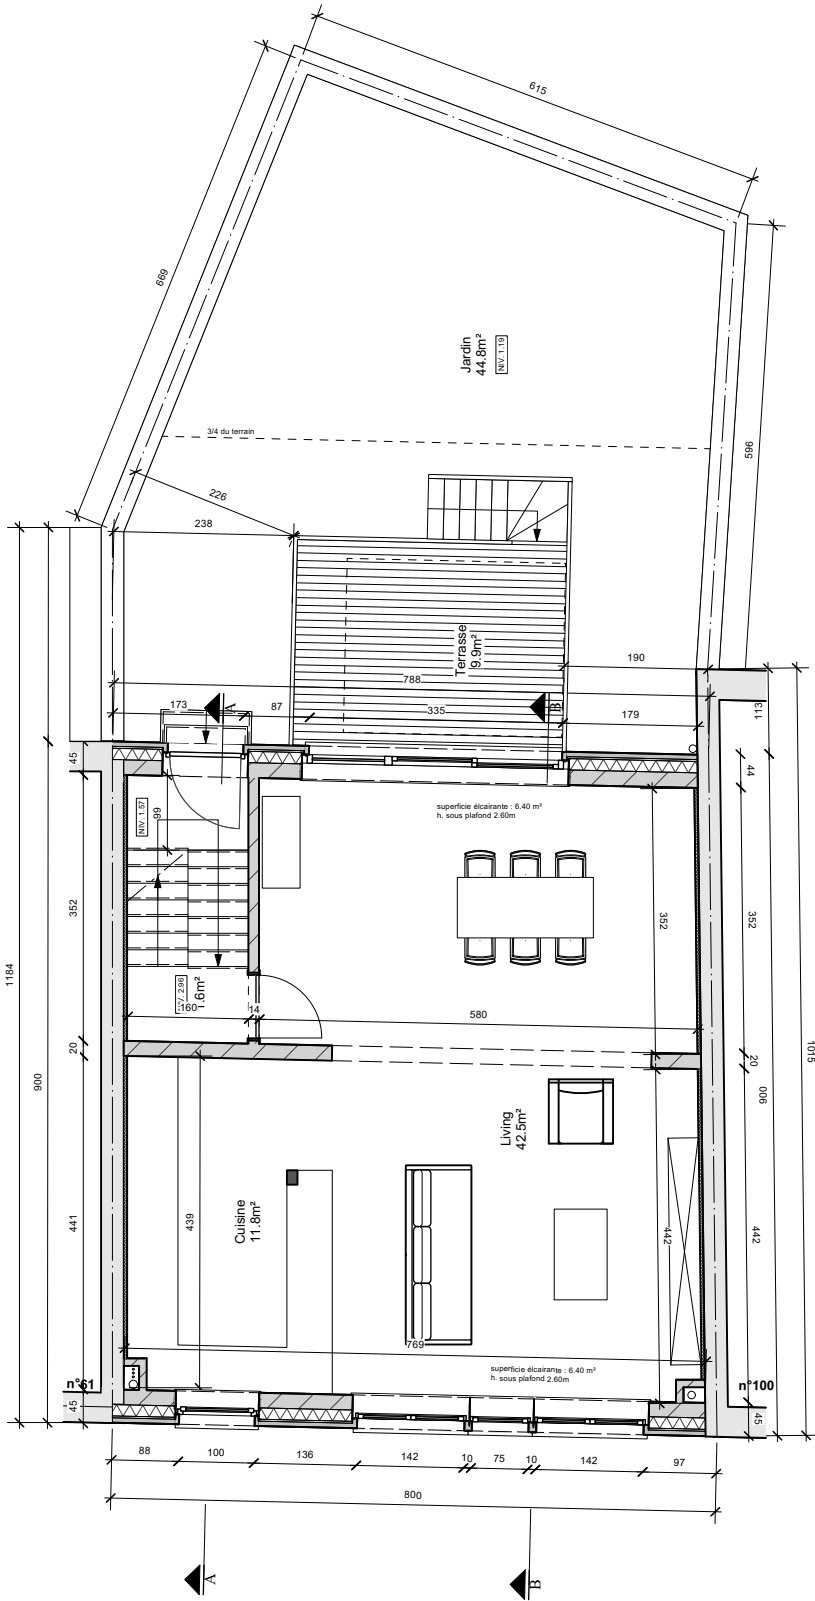 615
669
Jardin
44.8m²
NIV. 1.19
3/4 du terrain
596
226
238
Terrasse
9.9m²
190
788
173
A
87
335
B
179
113
45
44
superficie élcairante : 6.40 m²
h. sous plafond 2.60m
NIV. 1.57
99
352
352
352
1184
NIV. 2.96
.6m²
160
14
580
20
20
900
900
1015
Living
42.5m²
Cuisine
11.8m²
441
439
442
442
769
superficie élcairante : 6.40 m²
h. sous plafond 2.60m
n°61
n°100
45
45
88
100
136
142
10
75
10
142
97
800
A
B